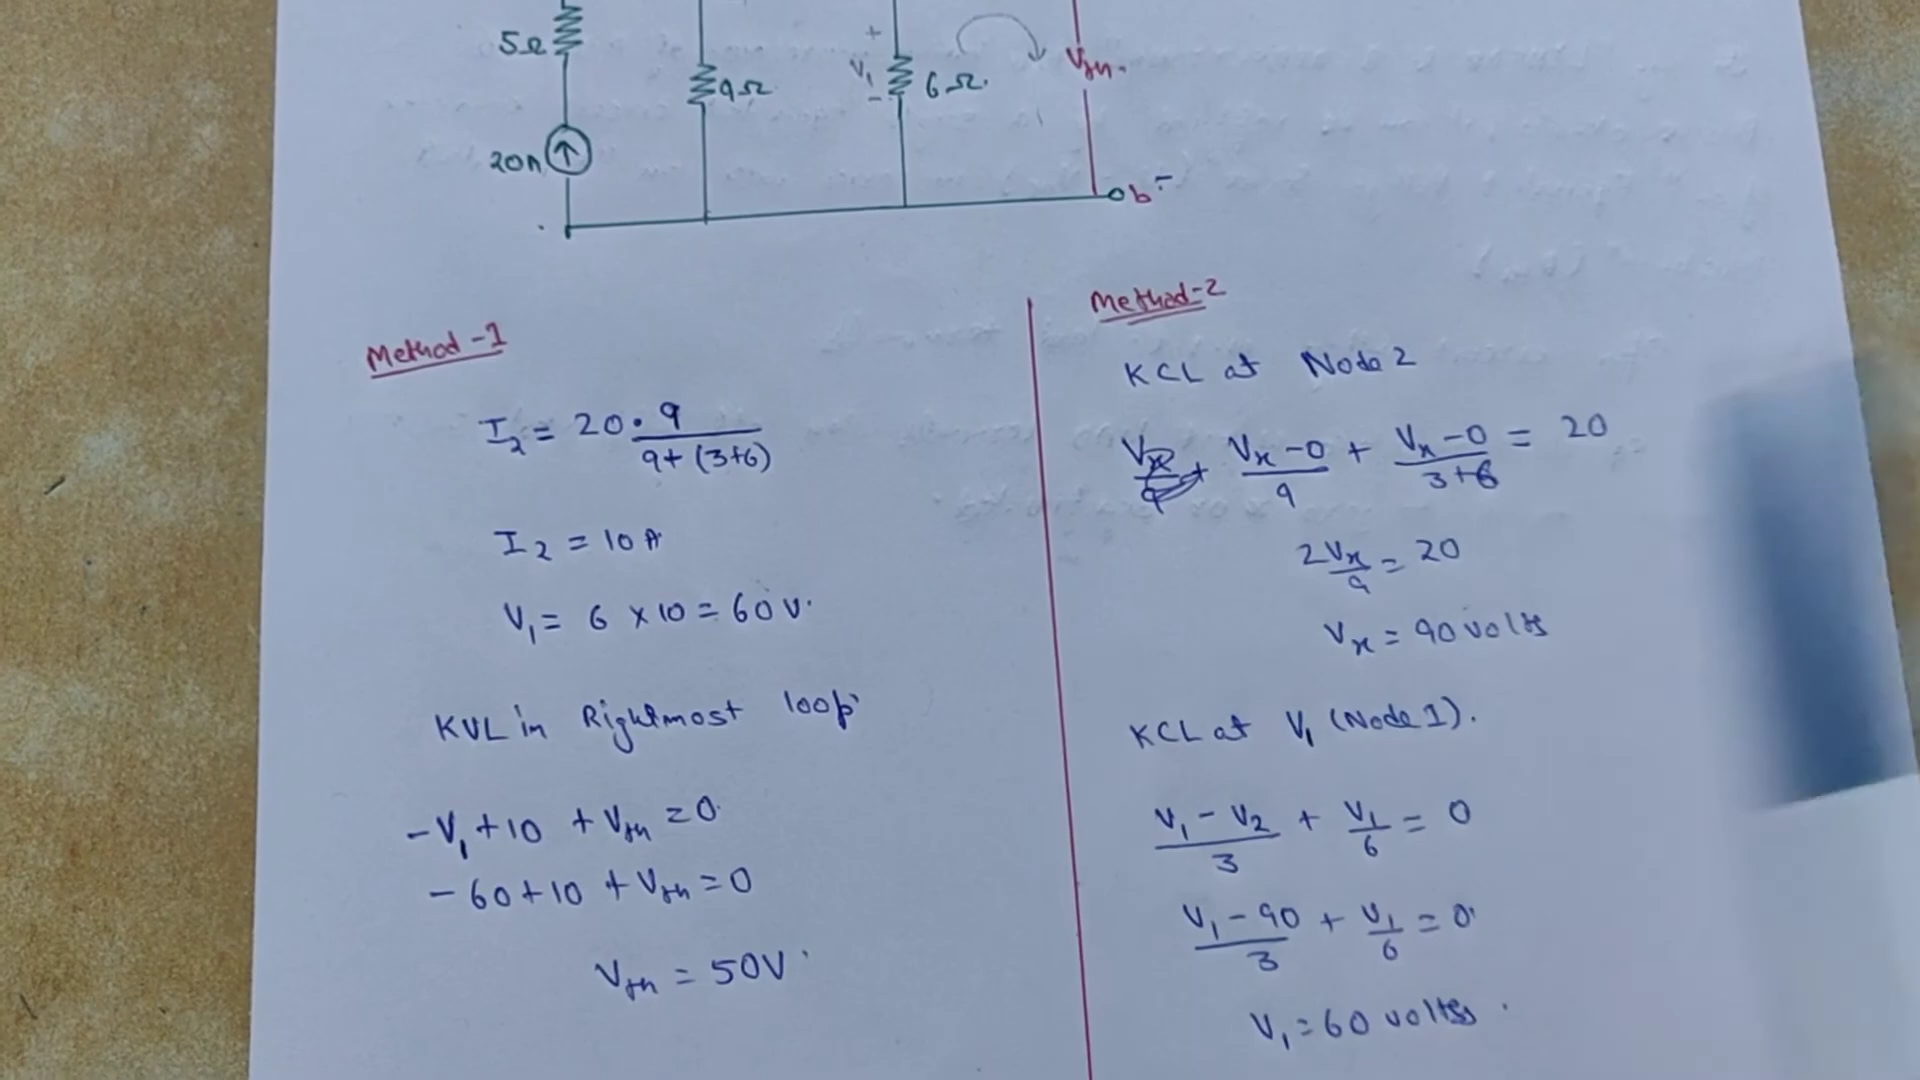 5Ω
9Ω
+
V1
-
6Ω.
Vth.
20A
b -
Method-1
I2 = 20 · 9 / 9+(3+6)
I2 = 10 A
V1 = 6 x 10 = 60 V.
KVL in Rightmost loop
-V1 + 10 + Vth = 0
-60 + 10 + Vth = 0
Vth = 50V
Method-2
KCL at Node 2
Vx-0 / 9 + Vx-0 / 3+6 = 20
2Vx / 9 = 20
Vx = 90 volts
KCL at V1 (Node 1).
V1 - V2 / 3 + V1 / 6 = 0
V1 - 90 / 3 + V1 / 6 = 0
V1 = 60 volts.